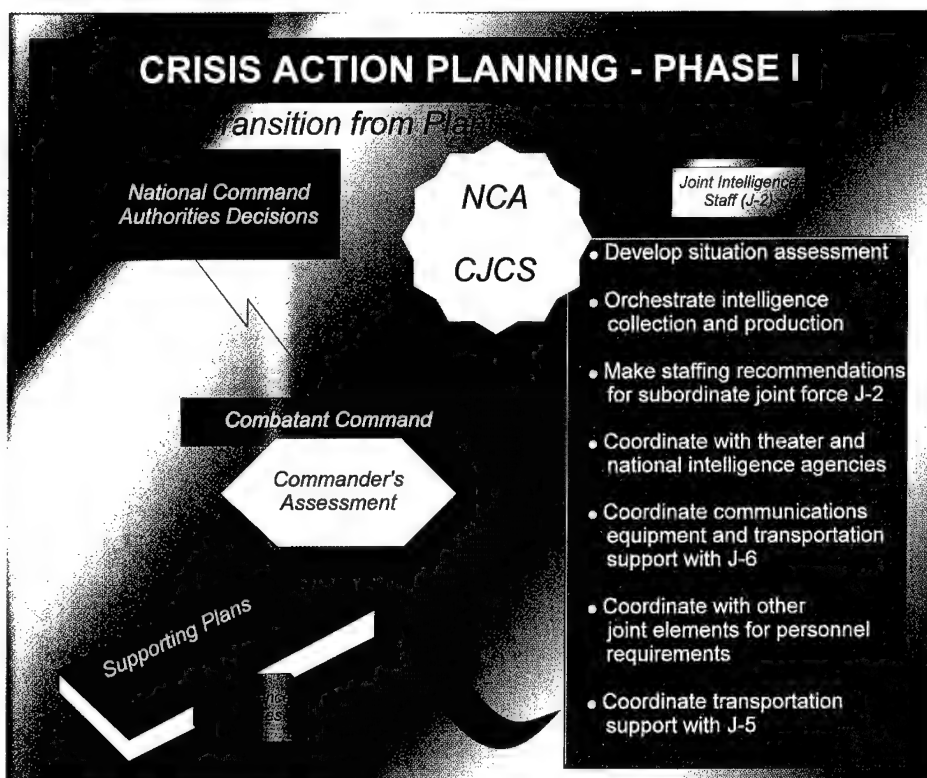 CRISIS ACTION PLANNING - PHASE I
from
National Command
Authorities Decisions
NCA
CJCS
Joint Intelligence
Staff (J-2)
• Develop situation assessment
• Orchestrate intelligence
collection and production
• Make staffing recommendations
for subordinate joint force J-2
• Coordinate with theater and
national intelligence agencies
• Coordinate communications
equipment and transportation
support with J-6
• Coordinate with other
joint elements for personnel
requirements
• Coordinate transportation
support with J-5
Combatant Command
Commander's
Assessment
Supporting Plans